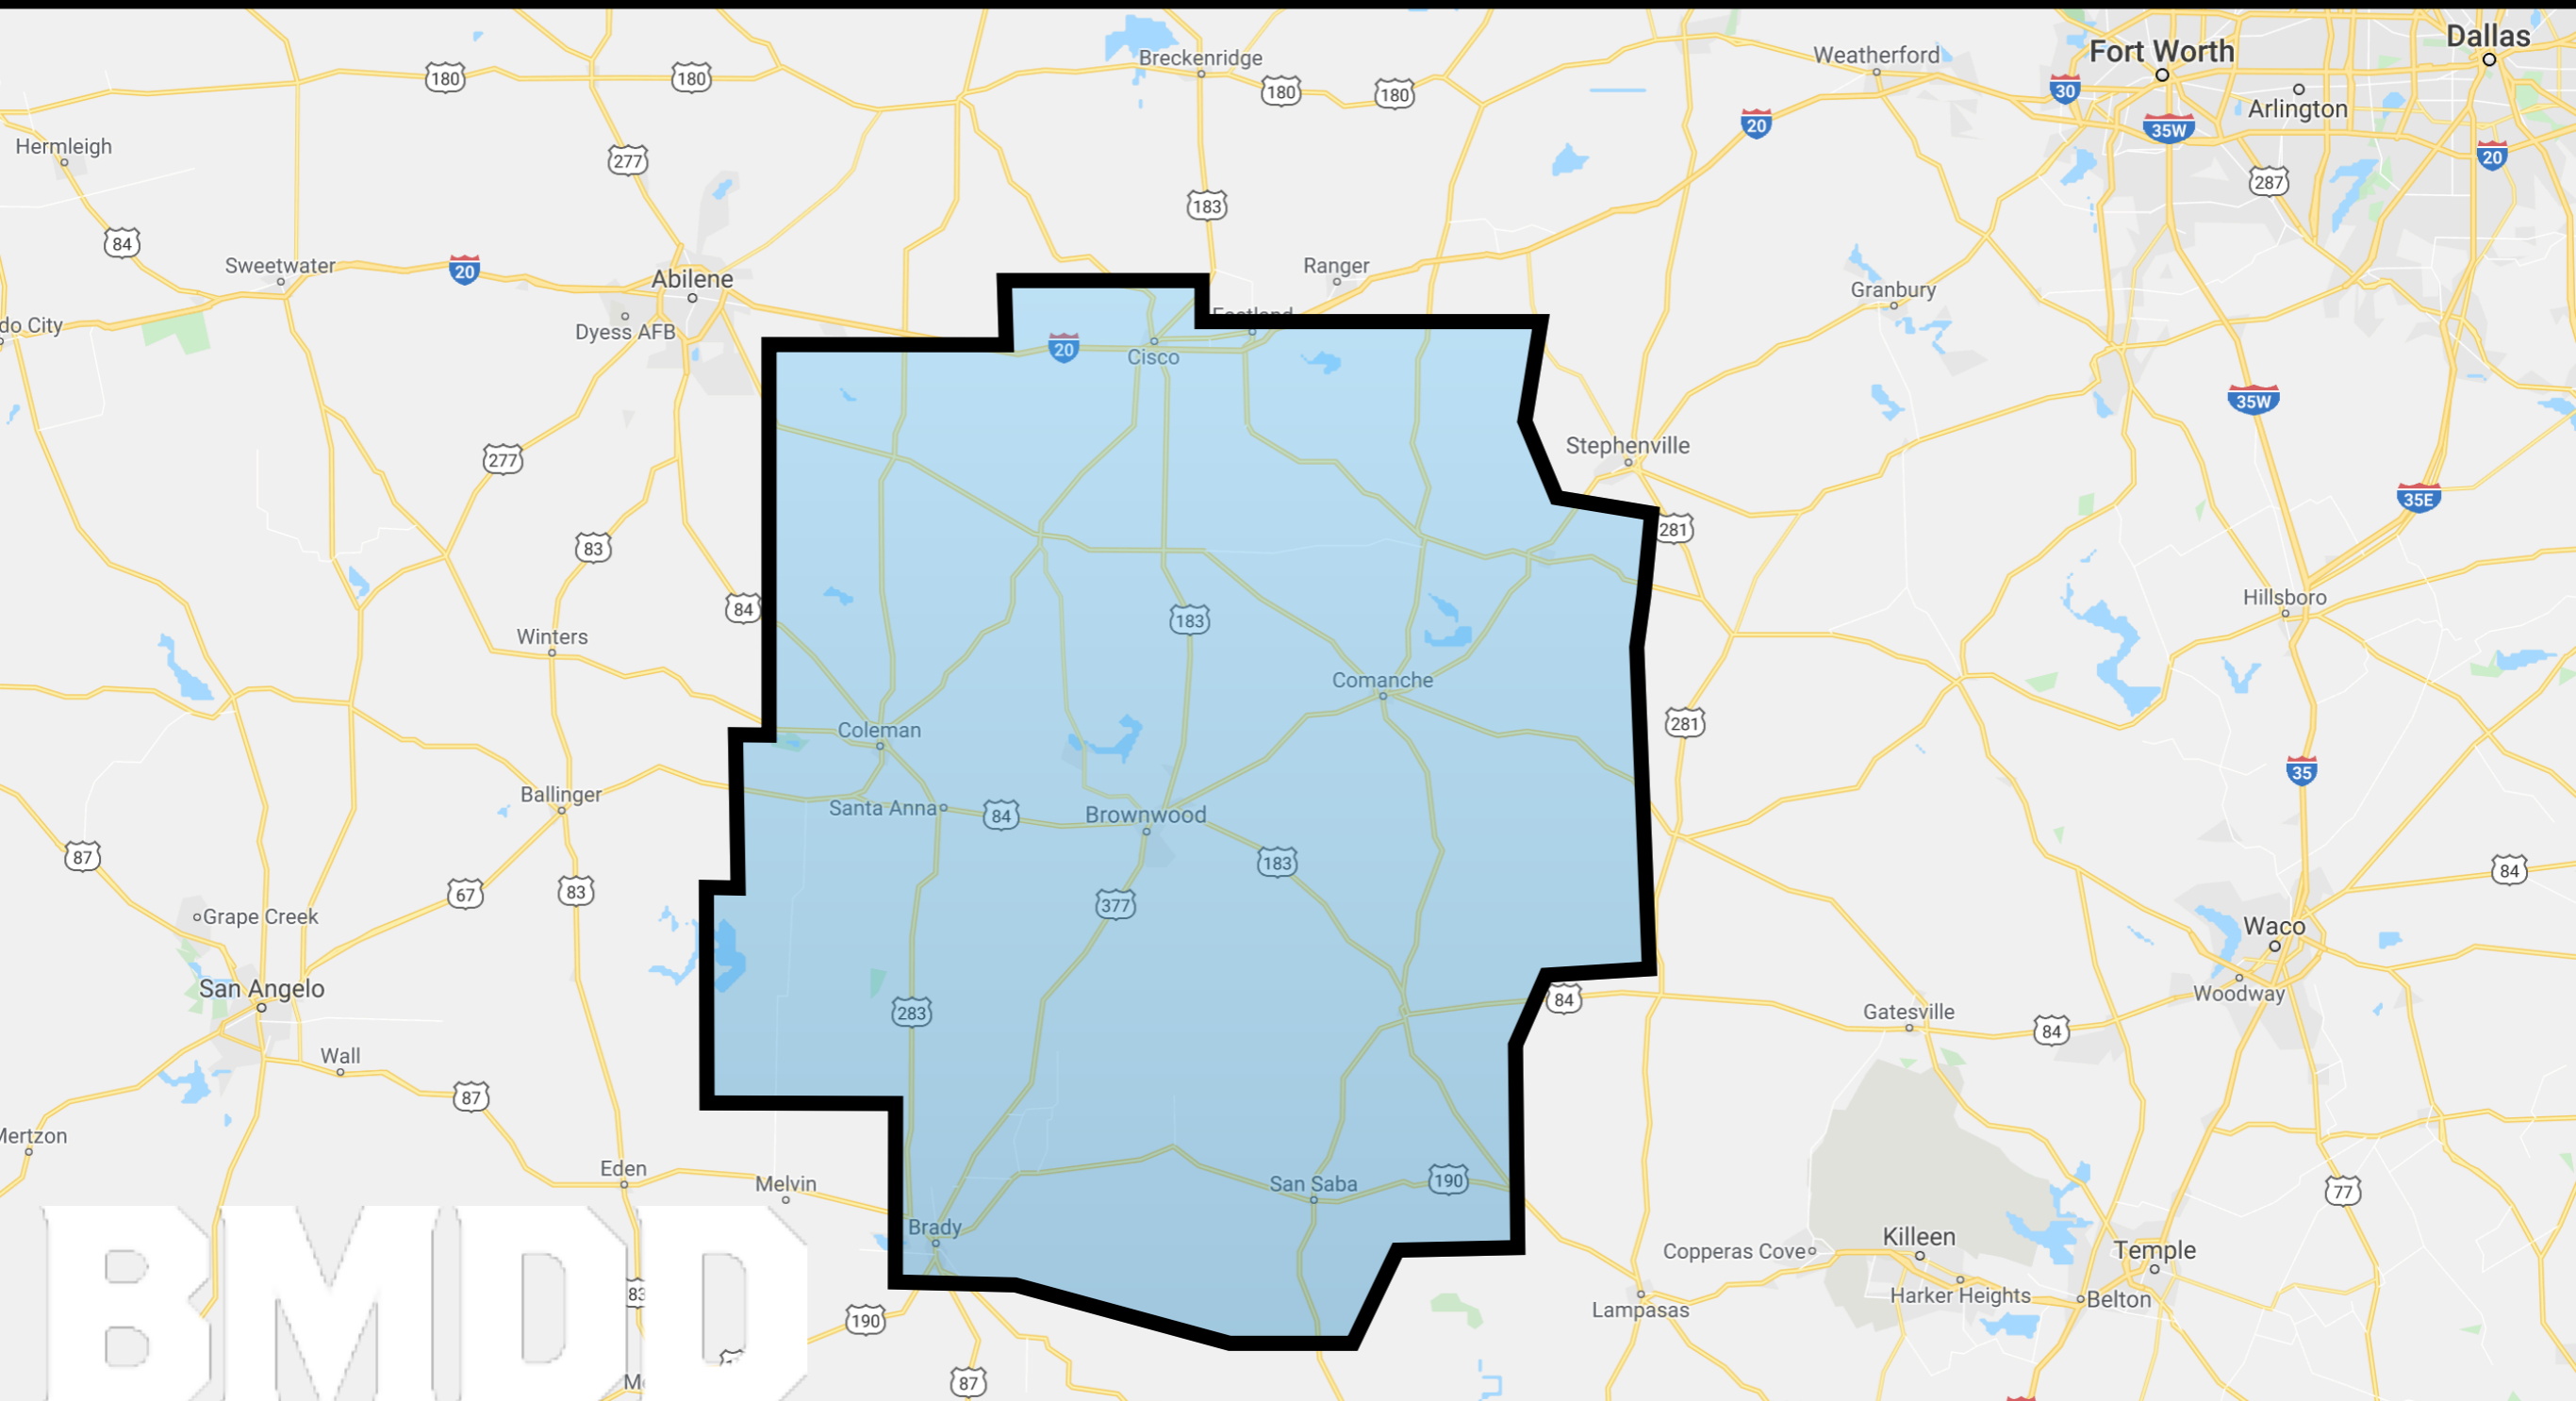 Dallas
Fort Worth
Weatherford
Breckenridge
180
180
180
180
30
Arlington
20
35W
Hermleigh
277
20
287
183
84
Sweetwater
20
Abilene
Ranger
Granbury
Dyess AFB
do City
Eastland
20
Cisco
35W
277
Stephenville
35E
281
83
84
183
Hillsboro
Winters
Comanche
281
Coleman
35
Ballinger
Santa Anna
84
Brownwood
87
67
83
183
84
377
Grape Creek
Waco
San Angelo
84
Woodway
283
Gatesville
84
Wall
87
Mertzon
Eden
Melvin
San Saba
190
77
Brady
Killeen
Copperas Cove
Temple
83
Harker Heights
Belton
Lampasas
190
87
BMDD